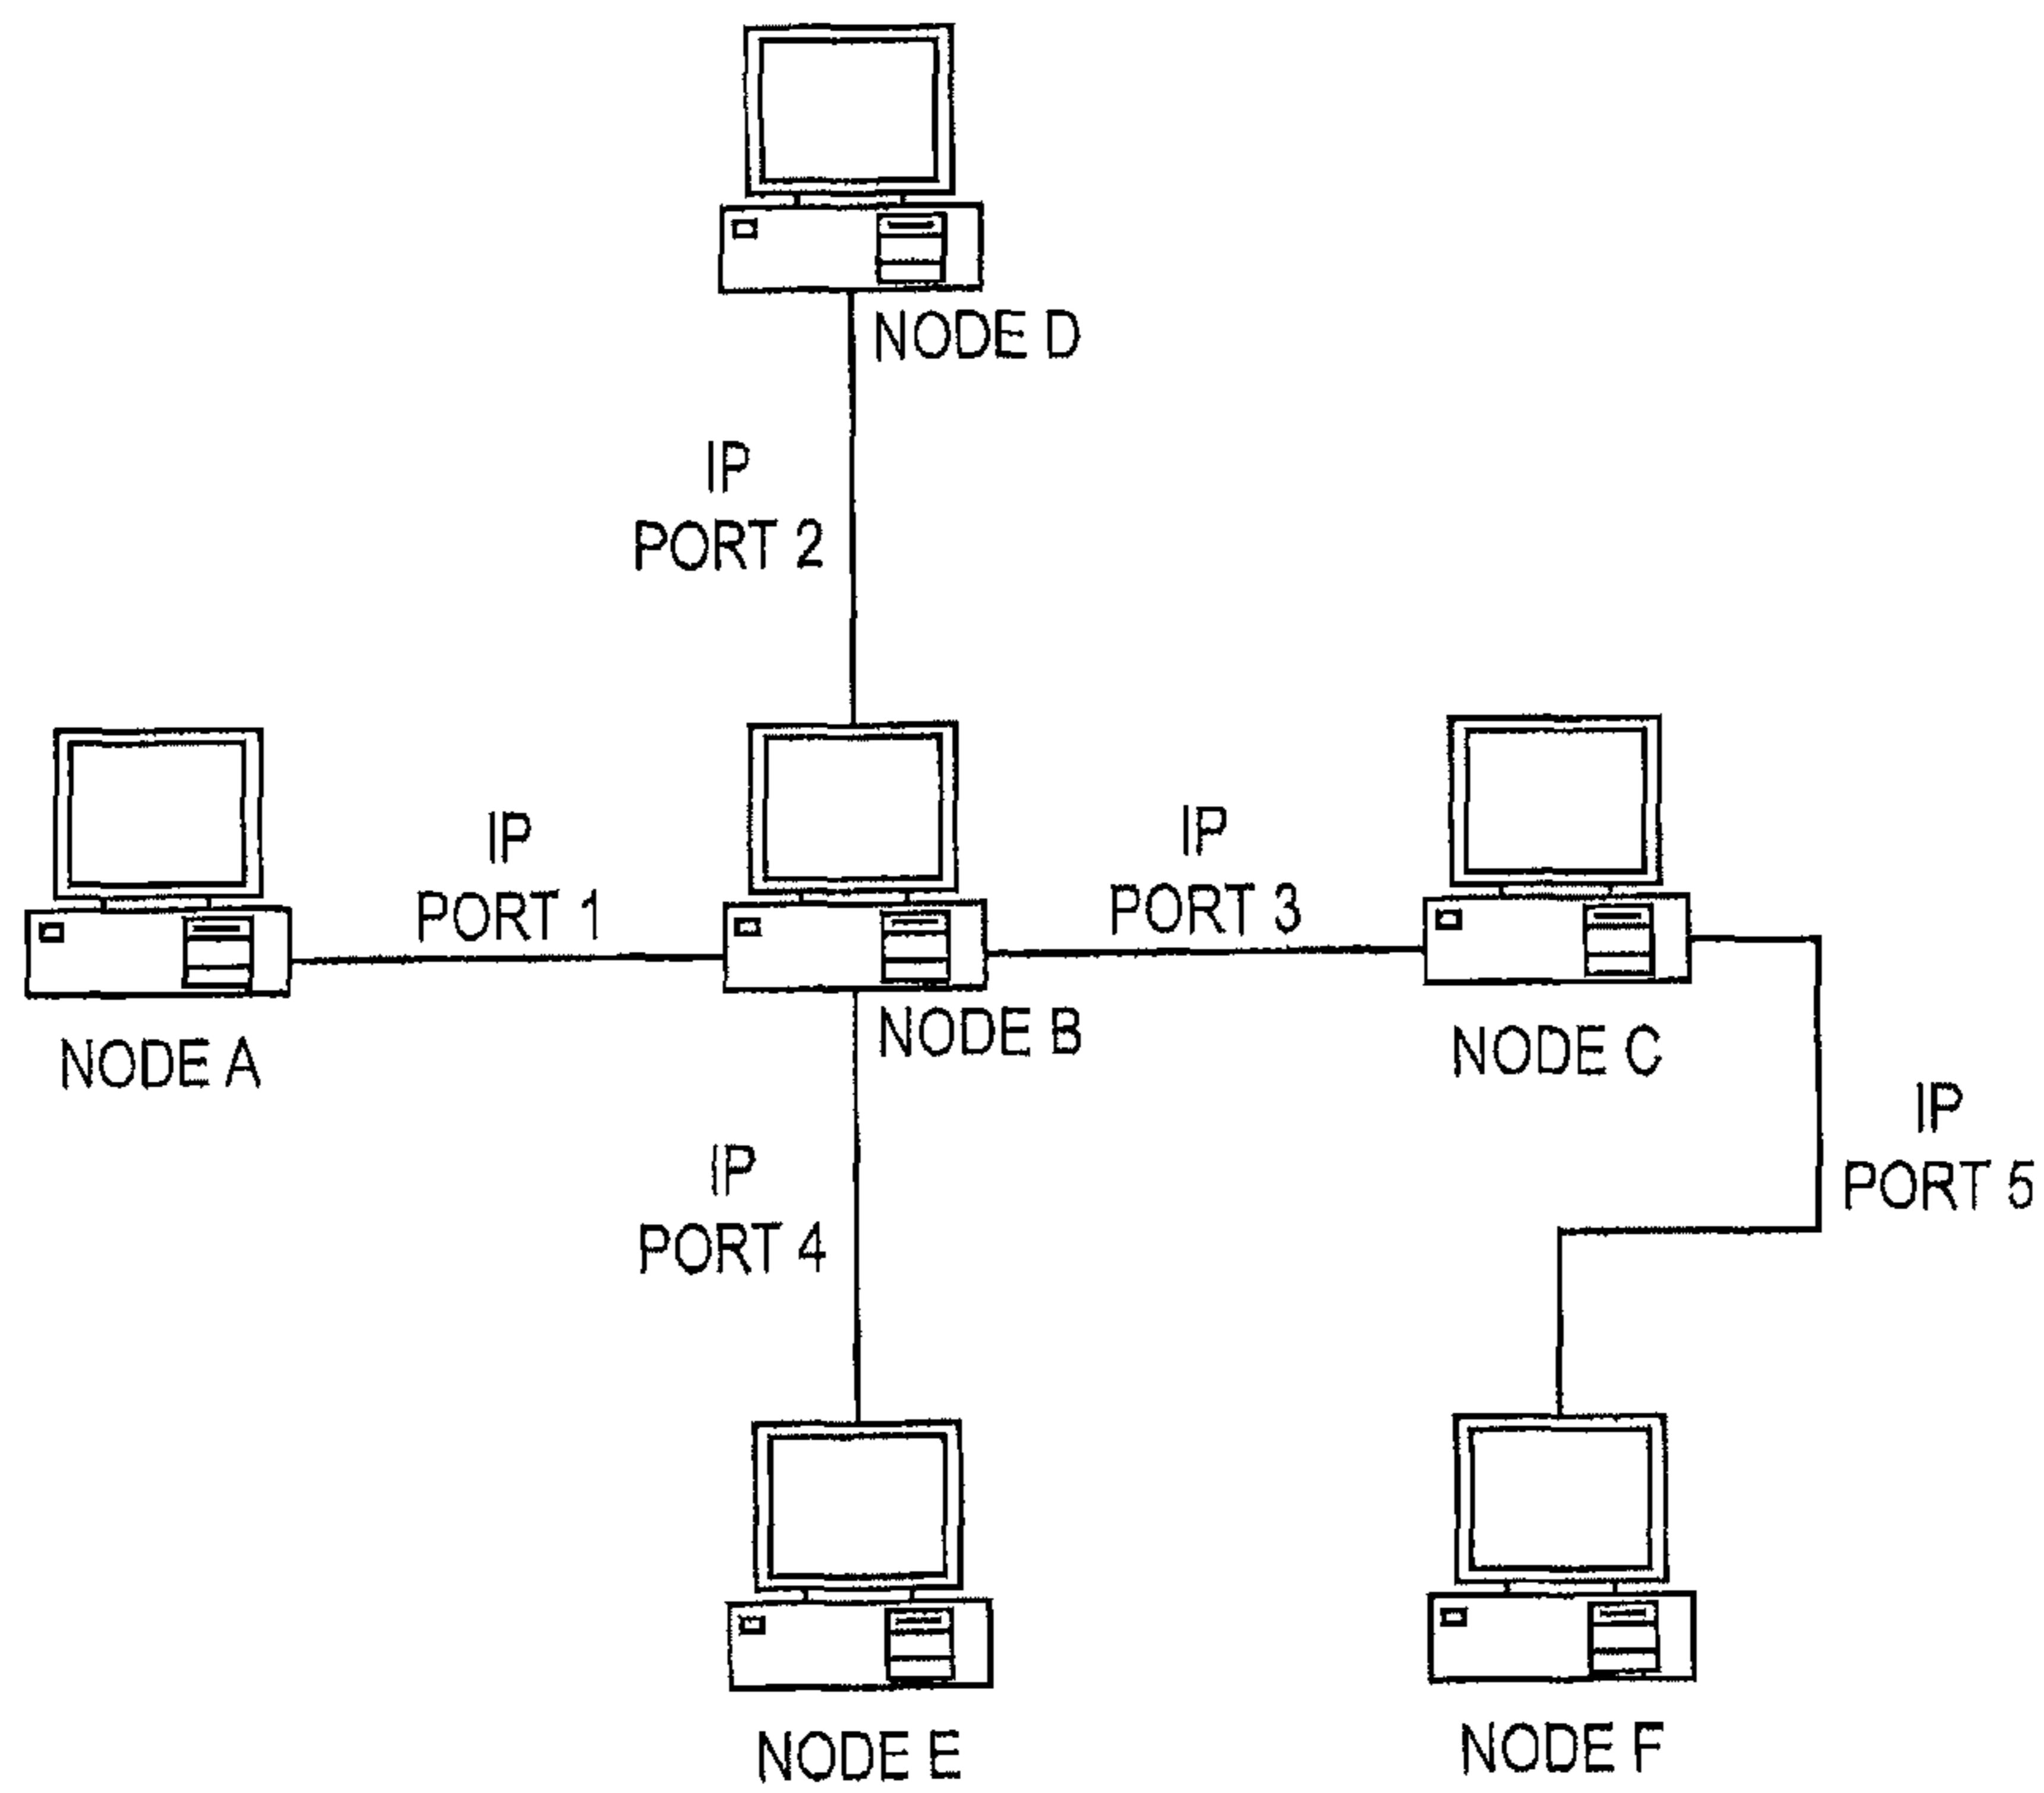 NODE D
IP
PORT 2
IP
PORT 1
IP
PORT 3
NODE A
NODE B
NODE C
IP
PORT 4
IP
PORT 5
NODE E
NODE F